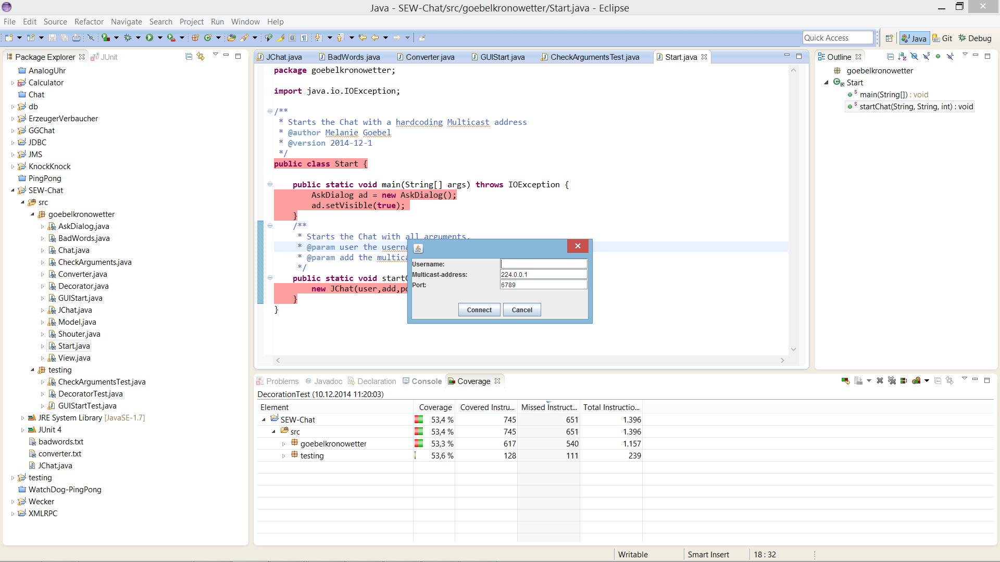 Java - SEW-Chat/src/goebelkronowetter/Start.java - Eclipse
File Edit Source Refactor Navigate Search Project Run Window Help
Quick Access
Java Git Debug
Package Explorer JUnit
AnalogUhr
Calculator
Chat
db
ErzeugerVerbaucher
GGChat
JDBC
JMS
KnockKnock
PingPong
SEW-Chat
src
goebelkronowetter
AskDialog.java
BadWords.java
Chat.java
CheckArguments.java
Converter.java
Decorator.java
GUIStart.java
JChat.java
Model.java
Shouter.java
Start.java
View.java
testing
CheckArgumentsTest.java
DecoratorTest.java
GUIStartTest.java
JRE System Library [JavaSE-1.7]
JUnit 4
badwords.txt
converter.txt
JChat.java
testing
WatchDog-PingPong
Wecker
XMLRPC
JChat.java BadWords.java Converter.java GUIStart.java CheckArgumentsTest.java Start.java
package goebelkronowetter;
import java.io.IOException;
/**
* Starts the Chat with a hardcoding Multicast address
* @author Melanie Goebel
* @version 2014-12-1
*/
public class Start {
public static void main(String[] args) throws IOException {
AskDialog ad = new AskDialog();
ad.setVisible(true);
}
/**
* Starts the Chat with all arguments.
* @param user the userna
* @param add the multica
*/
public static void start
new JChat(user,add,po
}
}
Username:
Multicast-address: 224.0.0.1
Port: 6789
Connect Cancel
Outline
goebelkronowetter
Start
main(String[]) : void
startChat(String, String, int) : void
Problems @ Javadoc Declaration Console Coverage
DecorationTest (10.12.2014 11:20:03)
Element Coverage Covered Instru... Missed Instruct... Total Instructio...
SEW-Chat 53,4 % 745 651 1.396
src 53,4 % 745 651 1.396
goebelkronowetter 53,3 % 617 540 1.157
testing 53,6 % 128 111 239
Writable Smart Insert 18 : 32